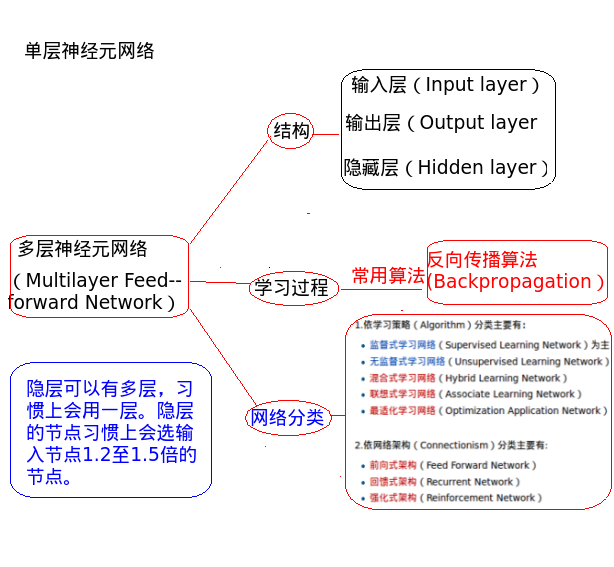 单层神经元网络
输入层（Input layer）
输出层（Output layer
隐藏层（Hidden layer）
结构
多层神经元网络
（Multilayer Feed--
forward Network）
学习过程
常用算法
反向传播算法
(Backpropagation）
网络分类
1.依学习策略（Algorithm）分类主要有：
监督式学习网络（Supervised Learning Network）为主
无监督式学习网络（Unsupervised Learning Network）
混合式学习网络（Hybrid Learning Network）
联想式学习网络（Associate Learning Network）
最适化学习网络（Optimization Application Network）
2.依网络架构（Connectionism）分类主要有:
前向式架构（Feed Forward Network）
回馈式架构（Recurrent Network）
强化式架构（Reinforcement Network）
隐层可以有多层，习
惯上会用一层。隐层
的节点习惯上会选输
入节点1.2至1.5倍的
节点。